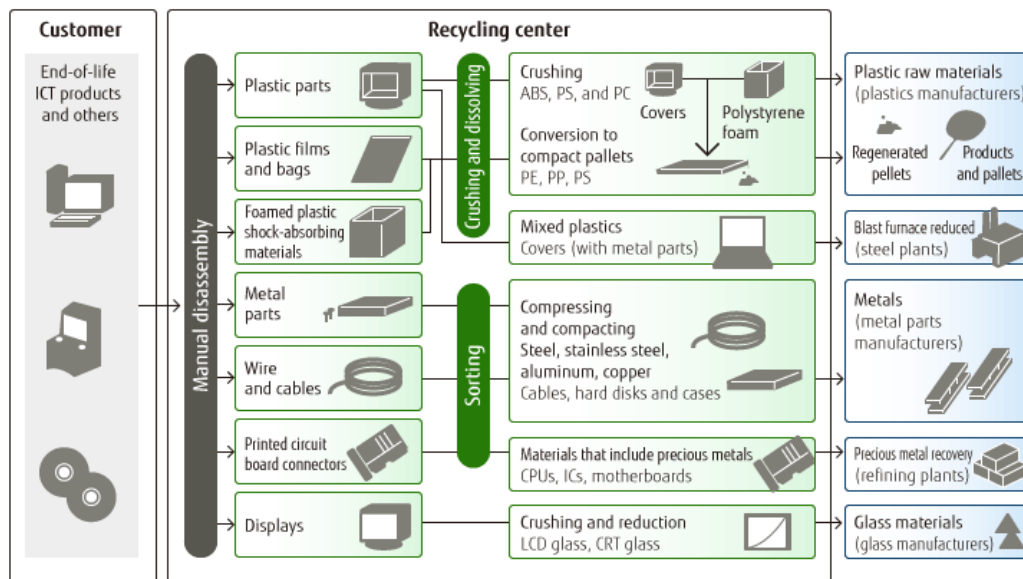 Customer
End-of-life
ICT products
and others
Recycling center
Manual disassembly
Plastic parts
Plastic films
and bags
Foamed plastic
shock-absorbing
materials
Metal
parts
Wire
and cables
Printed circuit
board connectors
Displays
Crushing and dissolving
Sorting
Crushing
ABS, PS, and PC
Covers
Polystyrene
foam
Conversion to
compact pallets
PE, PP, PS
Mixed plastics
Covers (with metal parts)
Compressing
and compacting
Steel, stainless steel,
aluminum, copper
Cables, hard disks and cases
Materials that include precious metals
CPUs, ICs, motherboards
Crushing and reduction
LCD glass, CRT glass
Plastic raw materials
(plastics manufacturers)
Regenerated
pellets
Products
and pallets
Blast furnace reduced
(steel plants)
Metals
(metal parts
manufacturers)
Precious metal recovery
(refining plants)
Glass materials
(glass manufacturers)